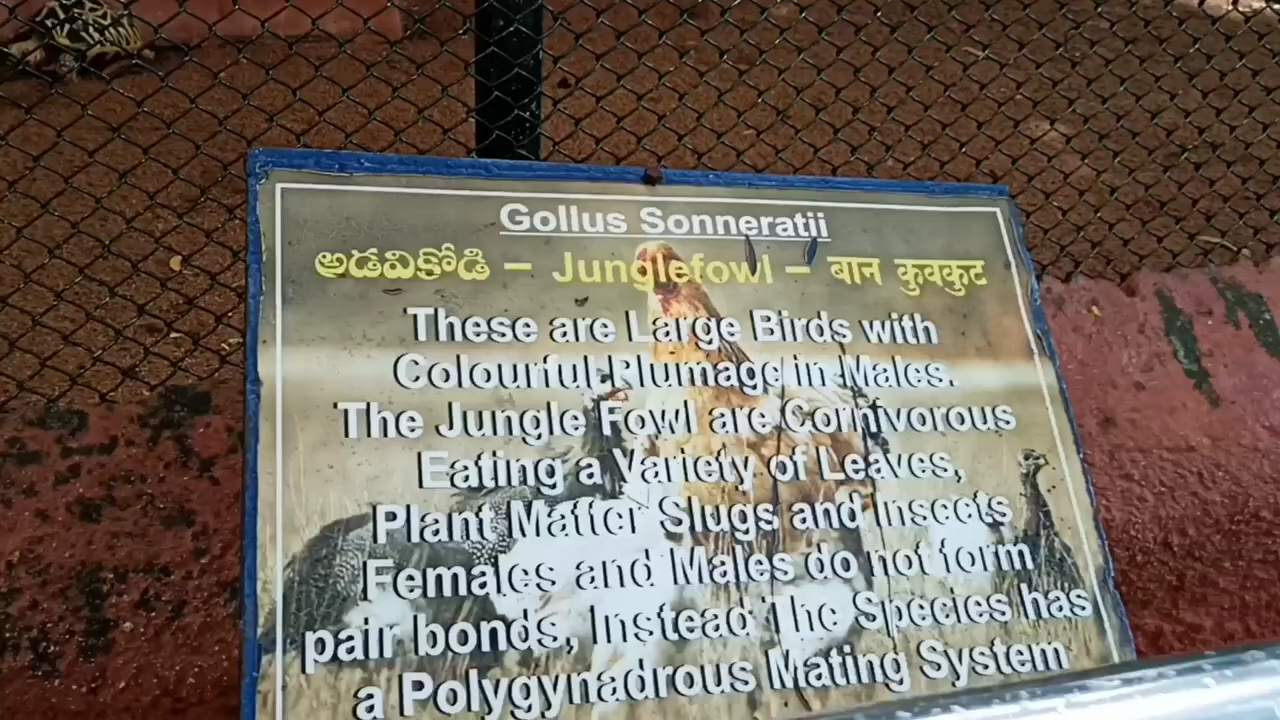 Gollus Sonneratii
అడవికోడి – Junglefowl – बान कुवकुट
These are Large Birds with
Colourful Plumage in Males.
The Jungle Fowl are Cornivorous
Eating a Variety of Leaves,
Plant Matter Slugs and Insects
Females and Males do not form
pair bonds, Instead The Species has
a Polygynadrous Mating System